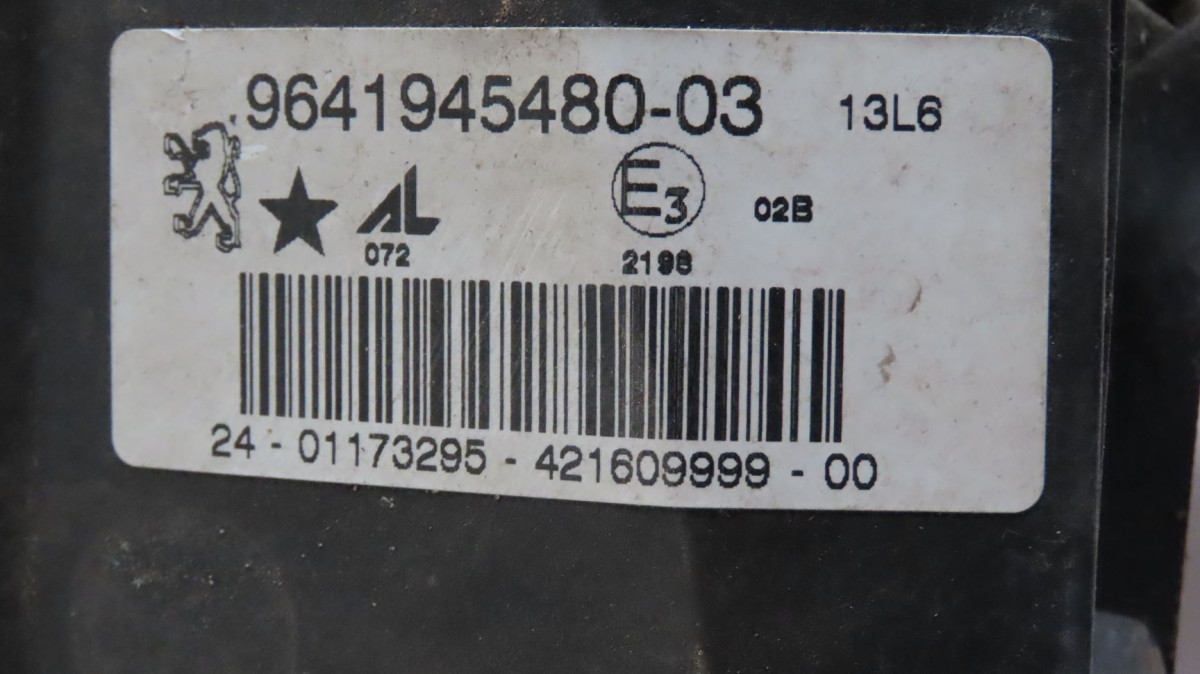 9641945480-03 13L6
AL E3 02B
072 2198
24 - 01173295 - 421609999 - 00